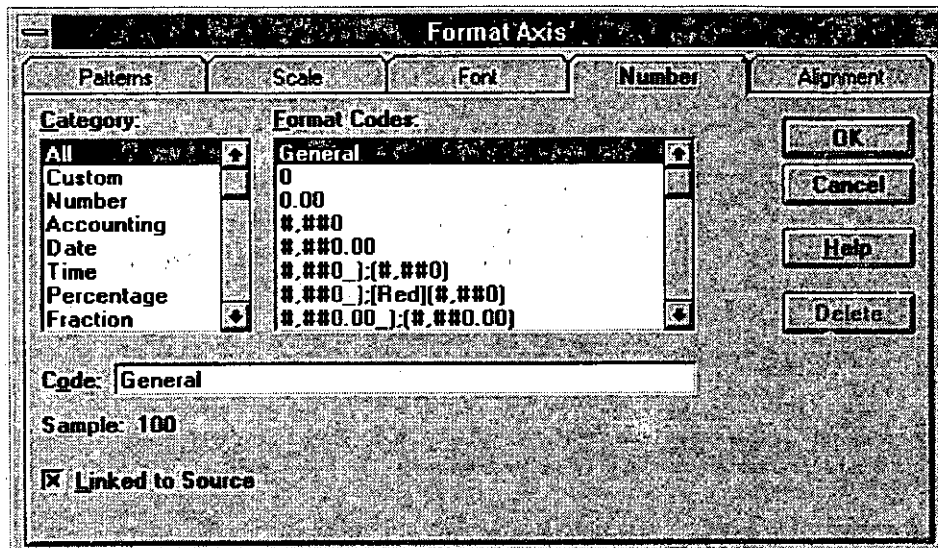 Format Axis'
Patterns Scale Font Number Alignment
Category: Format Codes:
All General
Custom 0
Number 0.00
Accounting #,##0
Date #,##0.00
Time #,##0_);(#,##0)
Percentage #,##0_);[Red](#,##0)
Fraction #,##0.00_);(#,##0.00)
OK
Cancel
Help
Delete
Code: General
Sample: 100
Linked to Source